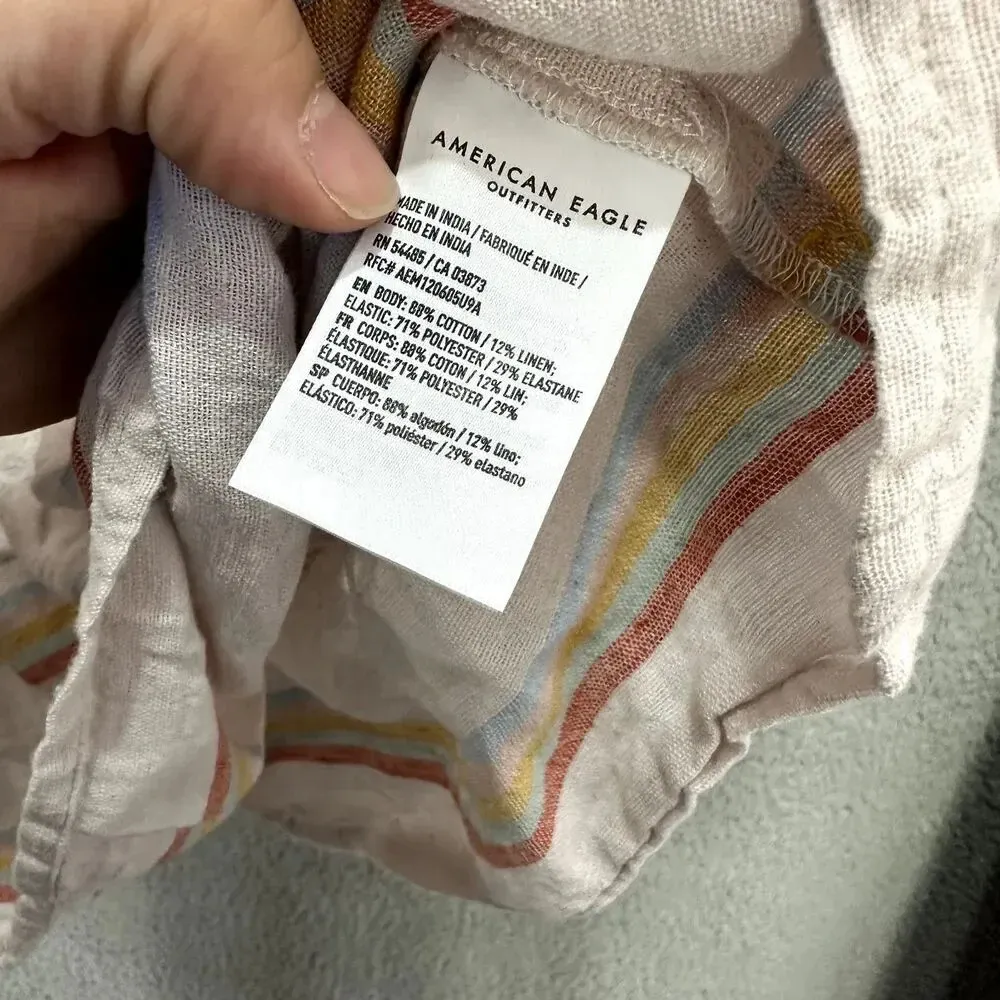 AMERICAN EAGLE
OUTFITTERS
MADE IN INDIA / FABRIQUÉ EN INDE /
HECHO EN INDIA
RN 54485 / CA 03873
RFC# AEM120605U9A
EN BODY: 88% COTTON / 12% LINEN;
ELASTIC: 71% POLYESTER / 29% ELASTANE
FR CORPS: 88% COTON / 12% LIN;
ÉLASTIQUE: 71% POLYESTER / 29%
ÉLASTHANNE
SP CUERPO: 88% algodón / 12% lino;
ELÁSTICO: 71% poliéster / 29% elastano